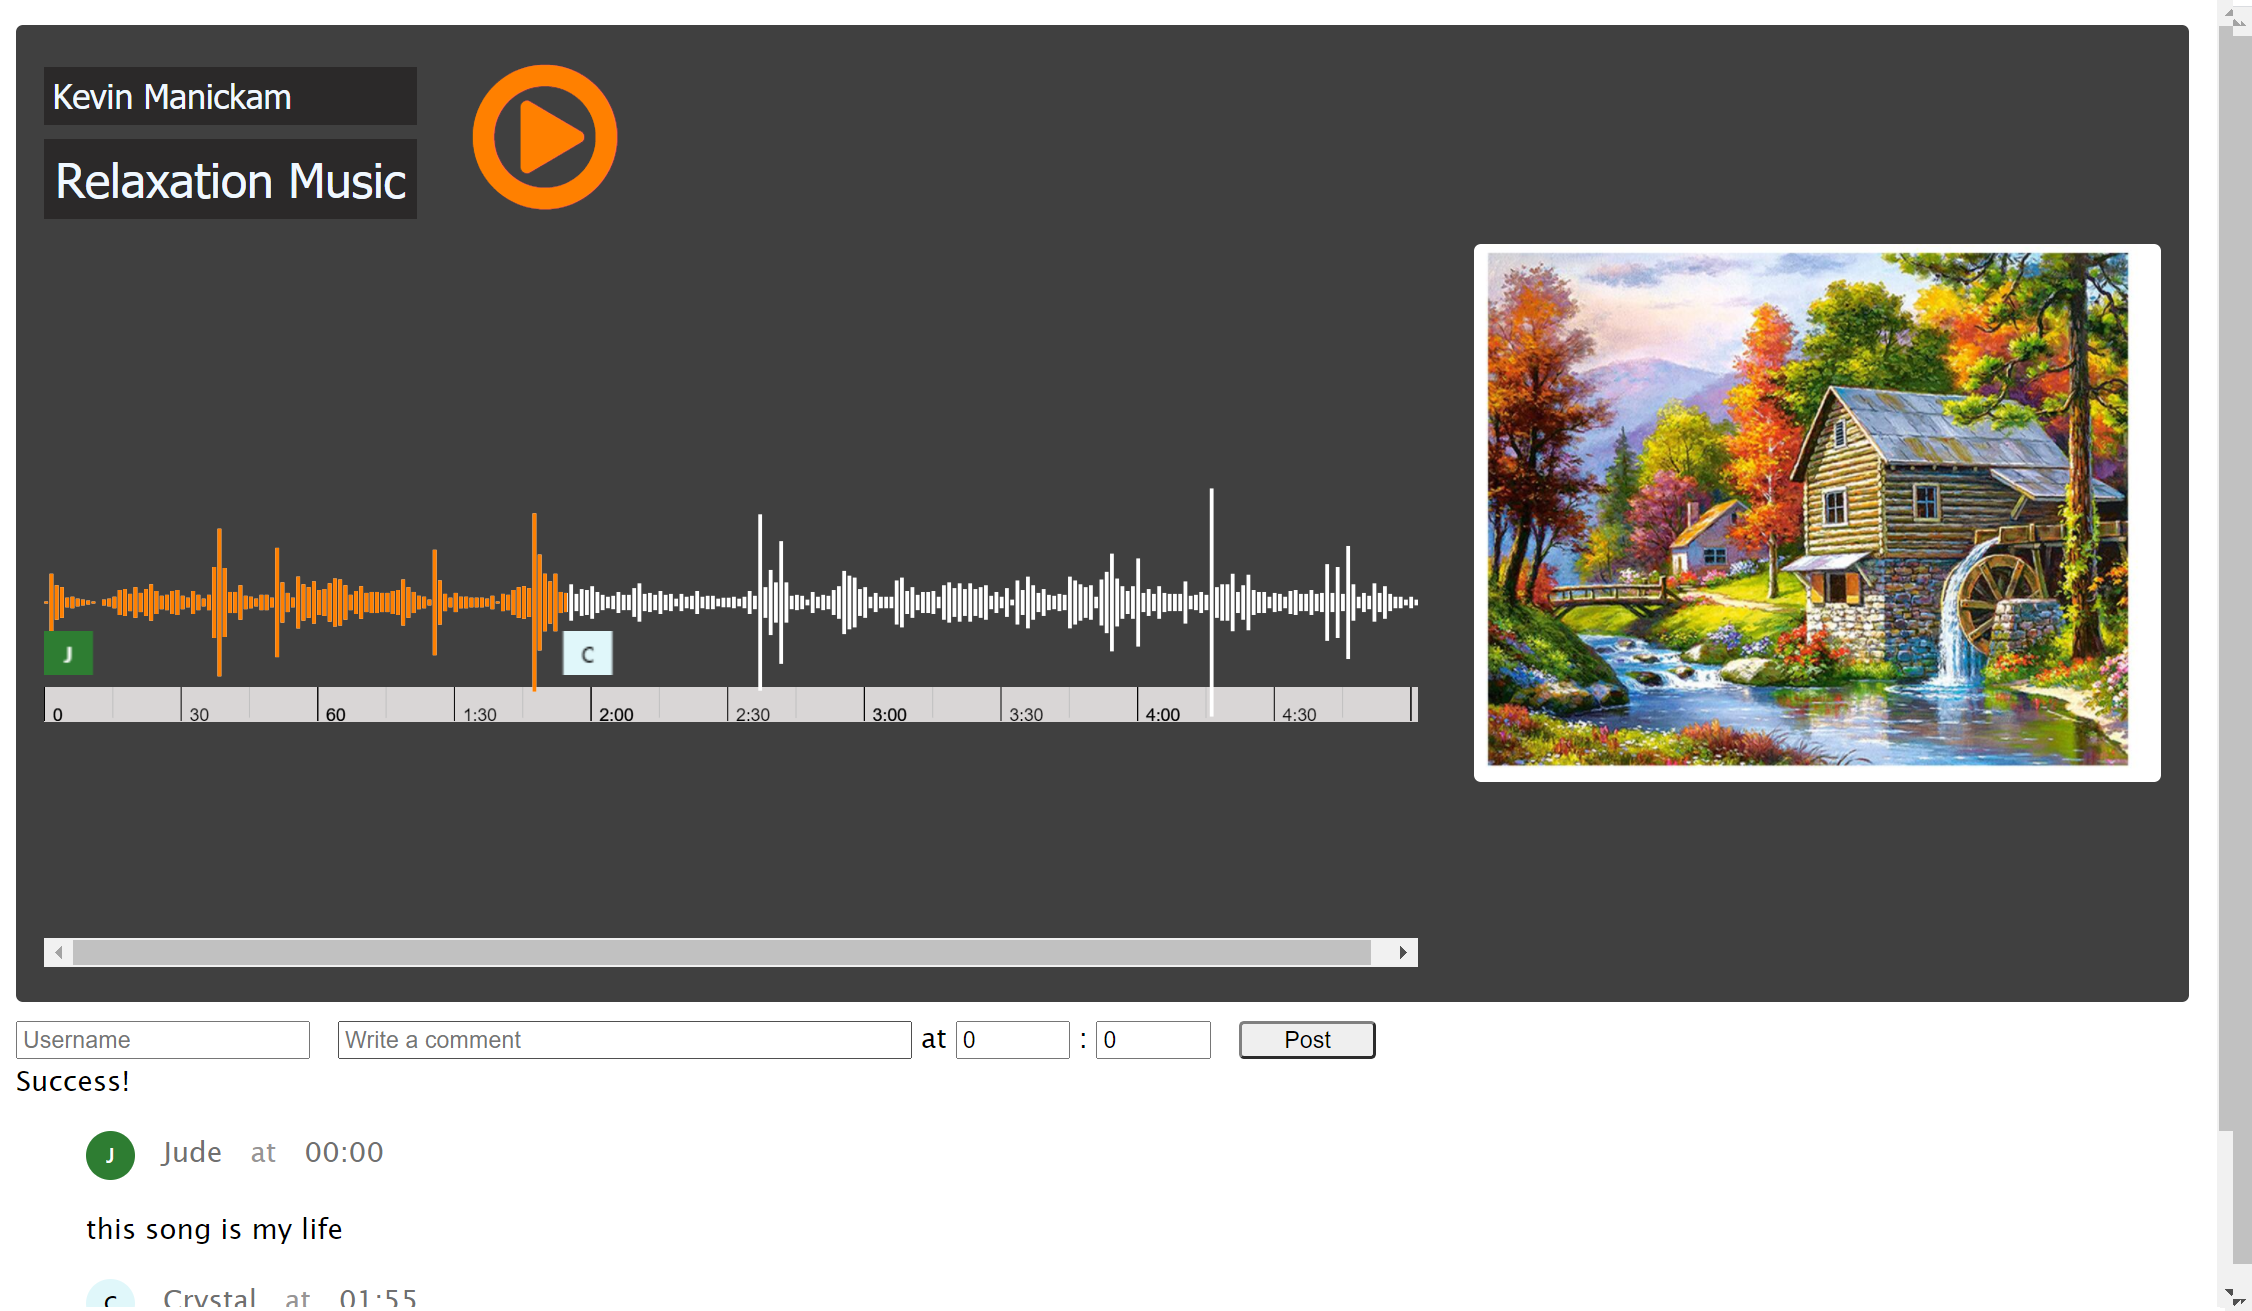 Kevin Manickam
Relaxation Music
J
C
0 30 60 1:30 2:00 2:30 3:00 3:30 4:00 4:30
Username Write a comment at 0 : 0 Post
Success!
J Jude at 00:00
this song is my life
C Crystal at 01:55